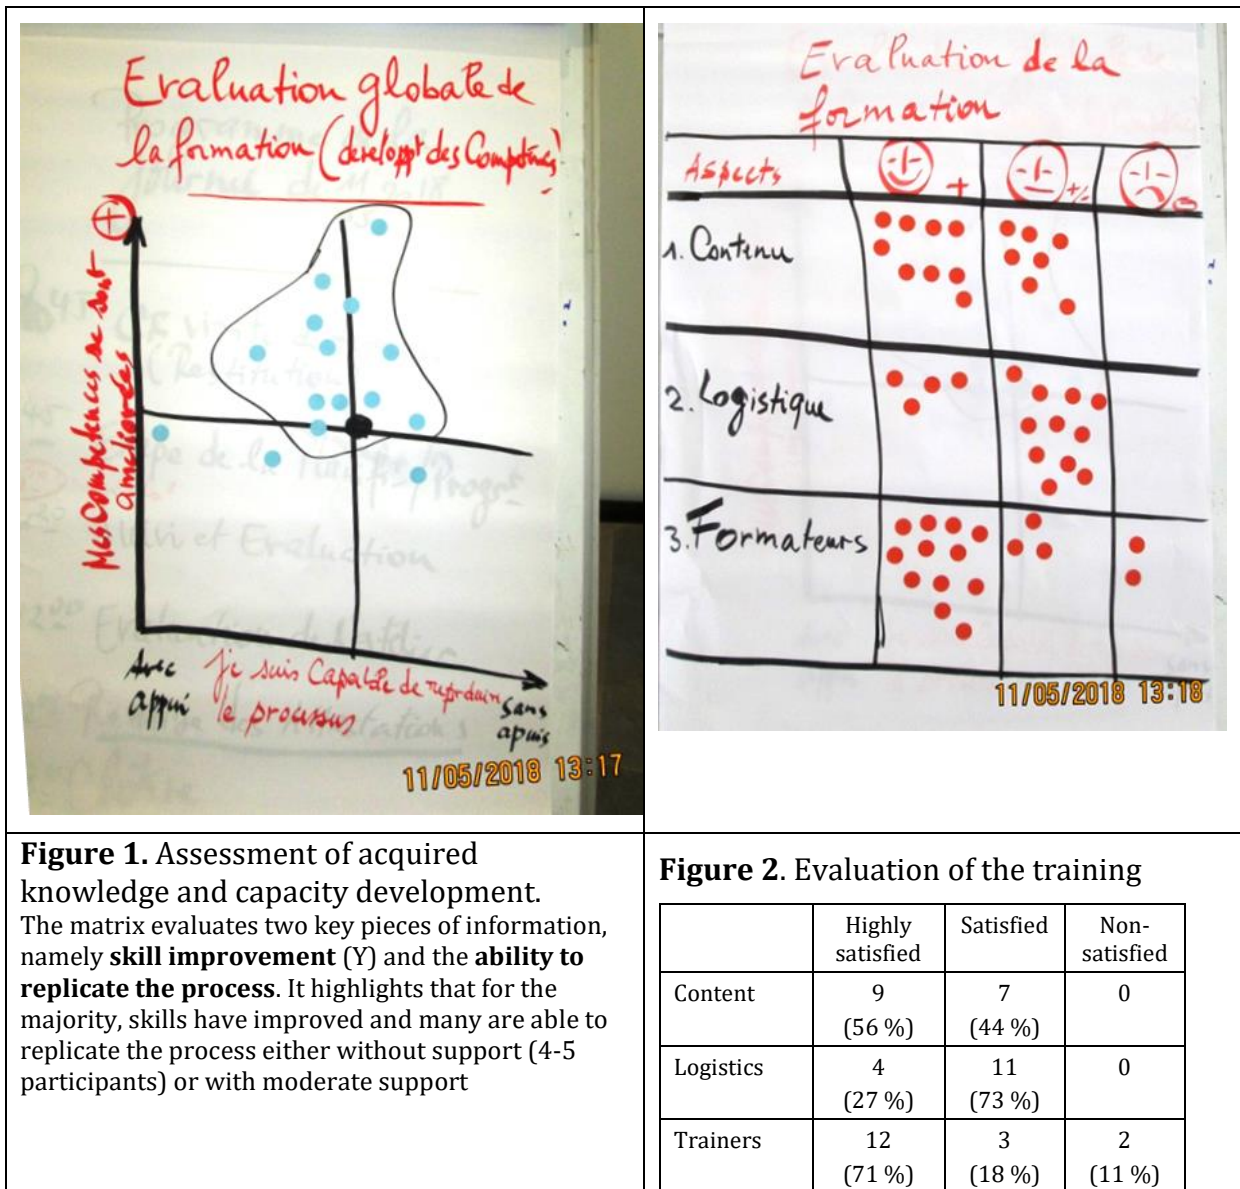 Evaluation globale de
la formation (developpt des Compétences)
+
Mes Competences se sont
améliorées
Avec
appui
je suis Capable de reproduire
le processus
sans
apuis
11/05/2018 13:17
Evaluation de la
formation
Aspects
+
+/-
-
1. Contenu
2. Logistique
3. Formateurs
11/05/2018 13:18
Figure 1. Assessment of acquired
knowledge and capacity development.
The matrix evaluates two key pieces of information,
namely skill improvement (Y) and the ability to
replicate the process. It highlights that for the
majority, skills have improved and many are able to
replicate the process either without support (4-5
participants) or with moderate support
Figure 2. Evaluation of the training
Highly satisfied Satisfied Non-satisfied
Content 9 7 0
(56 %) (44 %)
Logistics 4 11 0
(27 %) (73 %)
Trainers 12 3 2
(71 %) (18 %) (11 %)